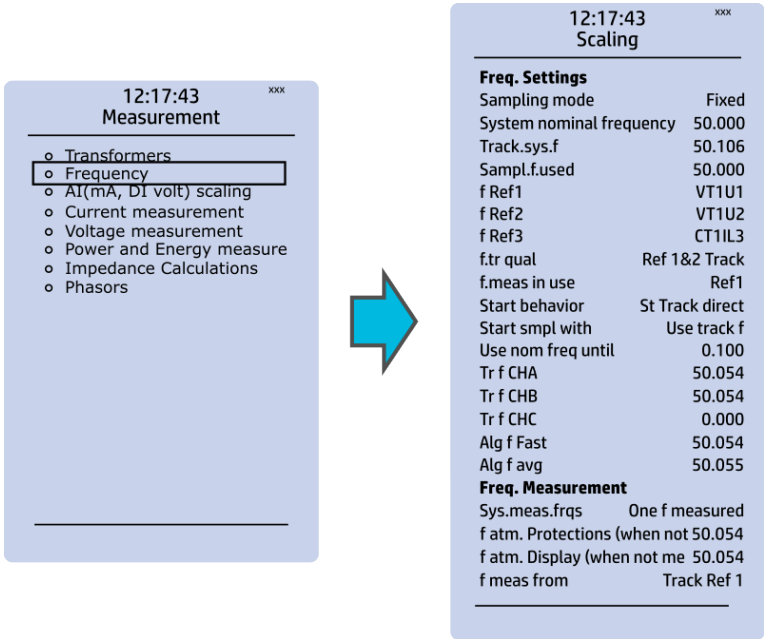 12:17:43 xxx
Measurement
Transformers
Frequency
AI(mA, DI volt) scaling
Current measurement
Voltage measurement
Power and Energy measure
Impedance Calculations
Phasors
12:17:43 xxx
Scaling
Freq. Settings
Sampling mode Fixed
System nominal frequency 50.000
Track.sys.f 50.106
Sampl.f.used 50.000
f Ref1 VT1U1
f Ref2 VT1U2
f Ref3 CT1IL3
f.tr qual Ref 1&2 Track
f.meas in use Ref1
Start behavior St Track direct
Start smpl with Use track f
Use nom freq until 0.100
Tr f CHA 50.054
Tr f CHB 50.054
Tr f CHC 0.000
Alg f Fast 50.054
Alg f avg 50.055
Freq. Measurement
Sys.meas.frqs One f measured
f atm. Protections (when not 50.054
f atm. Display (when not me 50.054
f meas from Track Ref 1